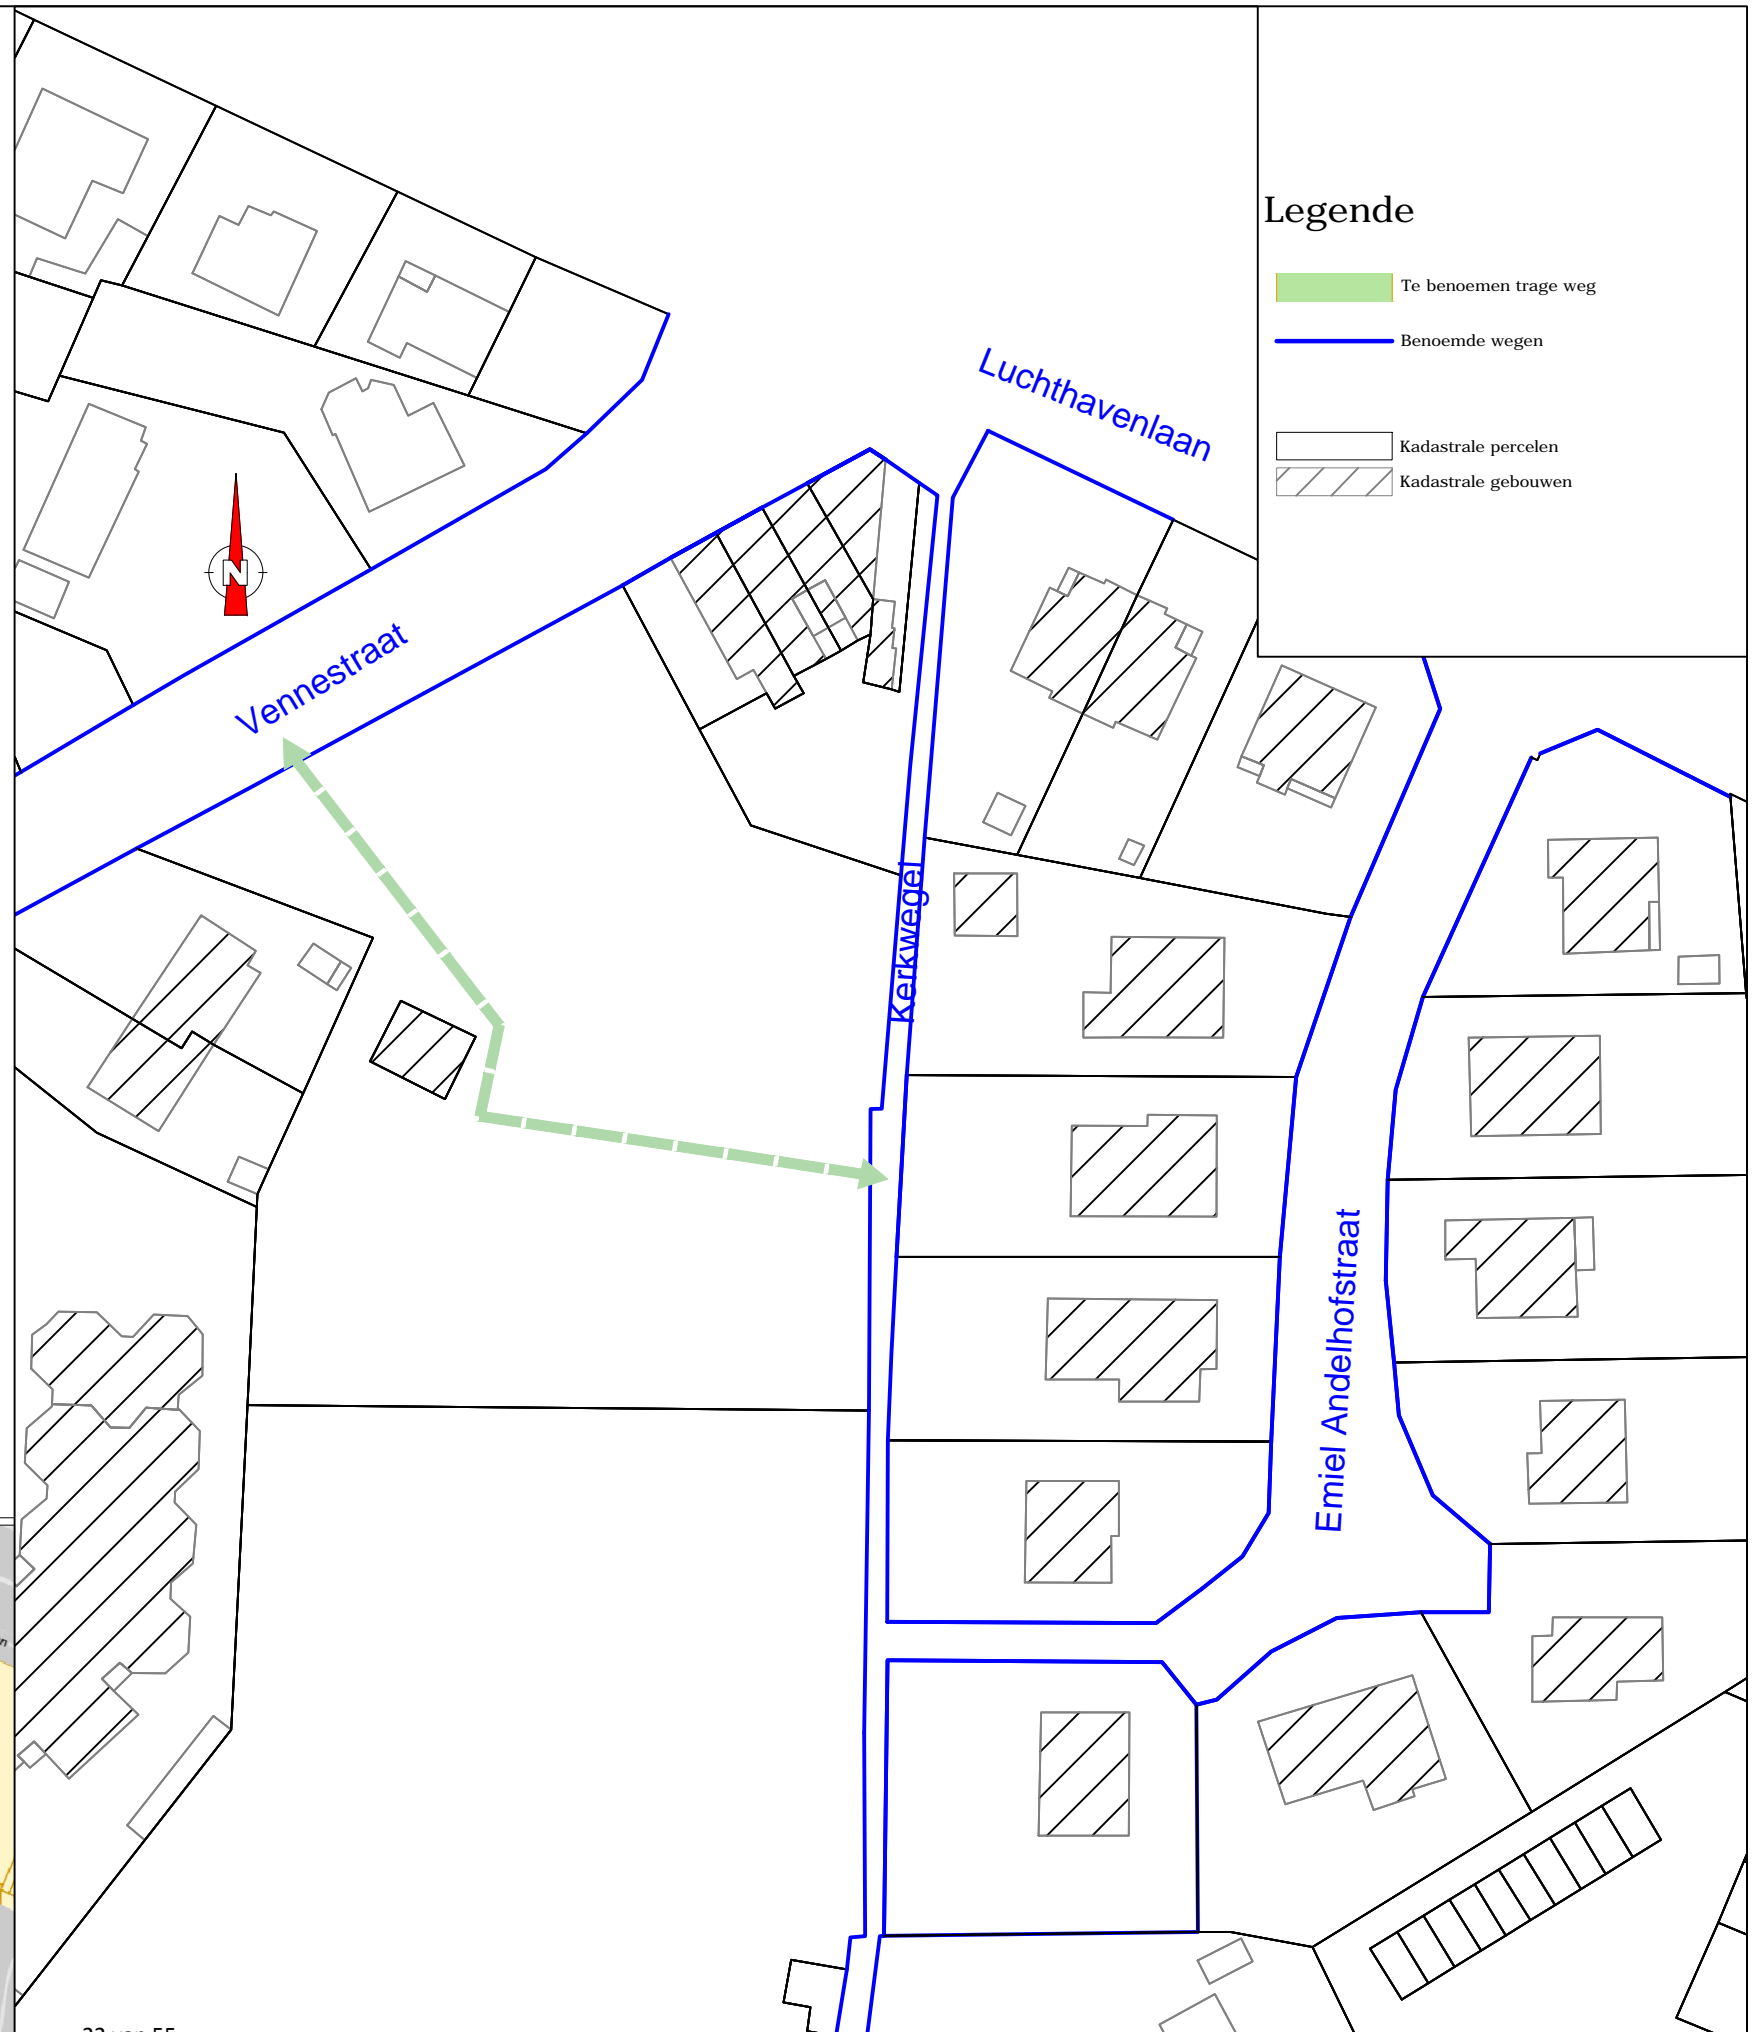 Legende
Te benoemen trage weg
Benoemde wegen
Kadastrale percelen
Kadastrale gebouwen
Luchthavenlaan
N
Vennestraat
Kerkwegel
Emiel Andelhofstraat